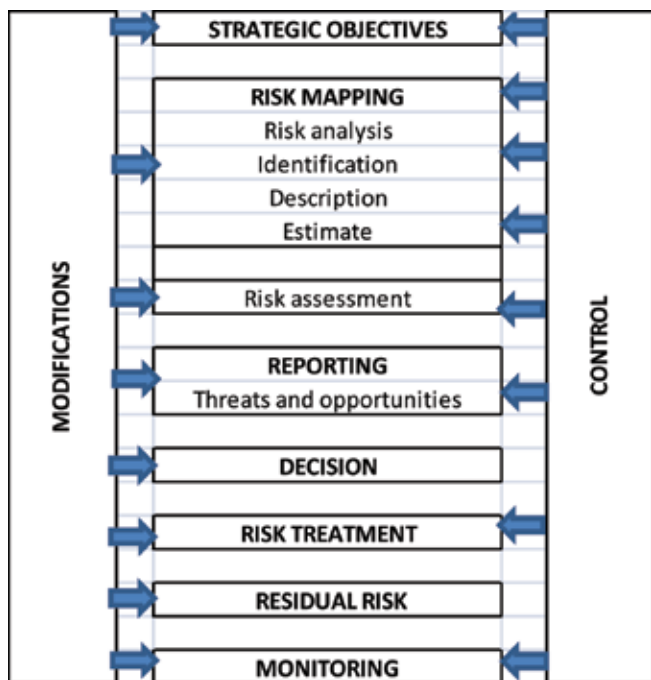 STRATEGIC OBJECTIVES
RISK MAPPING
Risk analysis
Identification
Description
Estimate
Risk assessment
REPORTING
Threats and opportunities
DECISION
RISK TREATMENT
RESIDUAL RISK
MONITORING
MODIFICATIONS
CONTROL